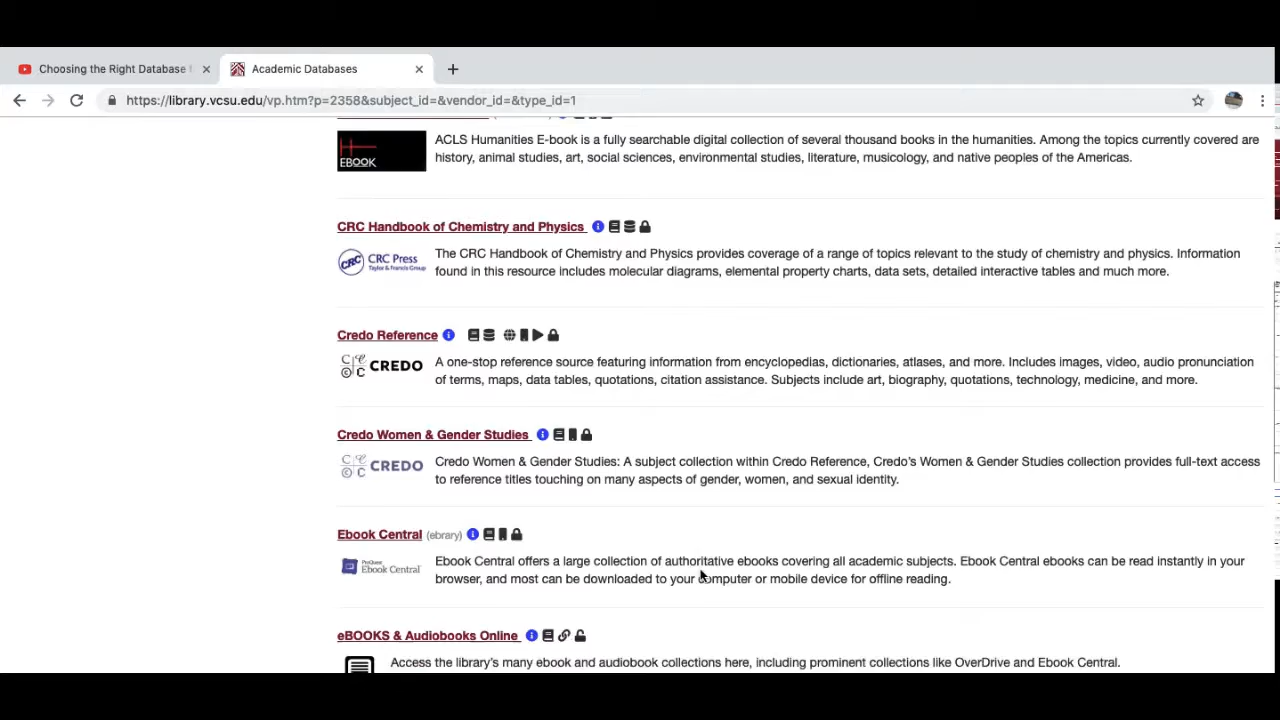 Choosing the Right Database
Academic Databases
https://library.vcsu.edu/vp.htm?p=2358&subject_id=&vendor_id=&type_id=1
EBOOK
ACLS Humanities E-book is a fully searchable digital collection of several thousand books in the humanities. Among the topics currently covered are
history, animal studies, art, social sciences, environmental studies, literature, musicology, and native peoples of the Americas.
CRC Handbook of Chemistry and Physics
CRC CRC Press
Taylor & Francis Group
The CRC Handbook of Chemistry and Physics provides coverage of a range of topics relevant to the study of chemistry and physics. Information
found in this resource includes molecular diagrams, elemental property charts, data sets, detailed interactive tables and much more.
Credo Reference
CREDO
A one-stop reference source featuring information from encyclopedias, dictionaries, atlases, and more. Includes images, video, audio pronunciation
of terms, maps, data tables, quotations, citation assistance. Subjects include art, biography, quotations, technology, medicine, and more.
Credo Women & Gender Studies
CREDO
Credo Women & Gender Studies: A subject collection within Credo Reference, Credo's Women & Gender Studies collection provides full-text access
to reference titles touching on many aspects of gender, women, and sexual identity.
Ebook Central (ebrary)
ProQuest
Ebook Central
Ebook Central offers a large collection of authoritative ebooks covering all academic subjects. Ebook Central ebooks can be read instantly in your
browser, and most can be downloaded to your computer or mobile device for offline reading.
eBOOKS & Audiobooks Online
Access the library's many ebook and audiobook collections here, including prominent collections like OverDrive and Ebook Central.